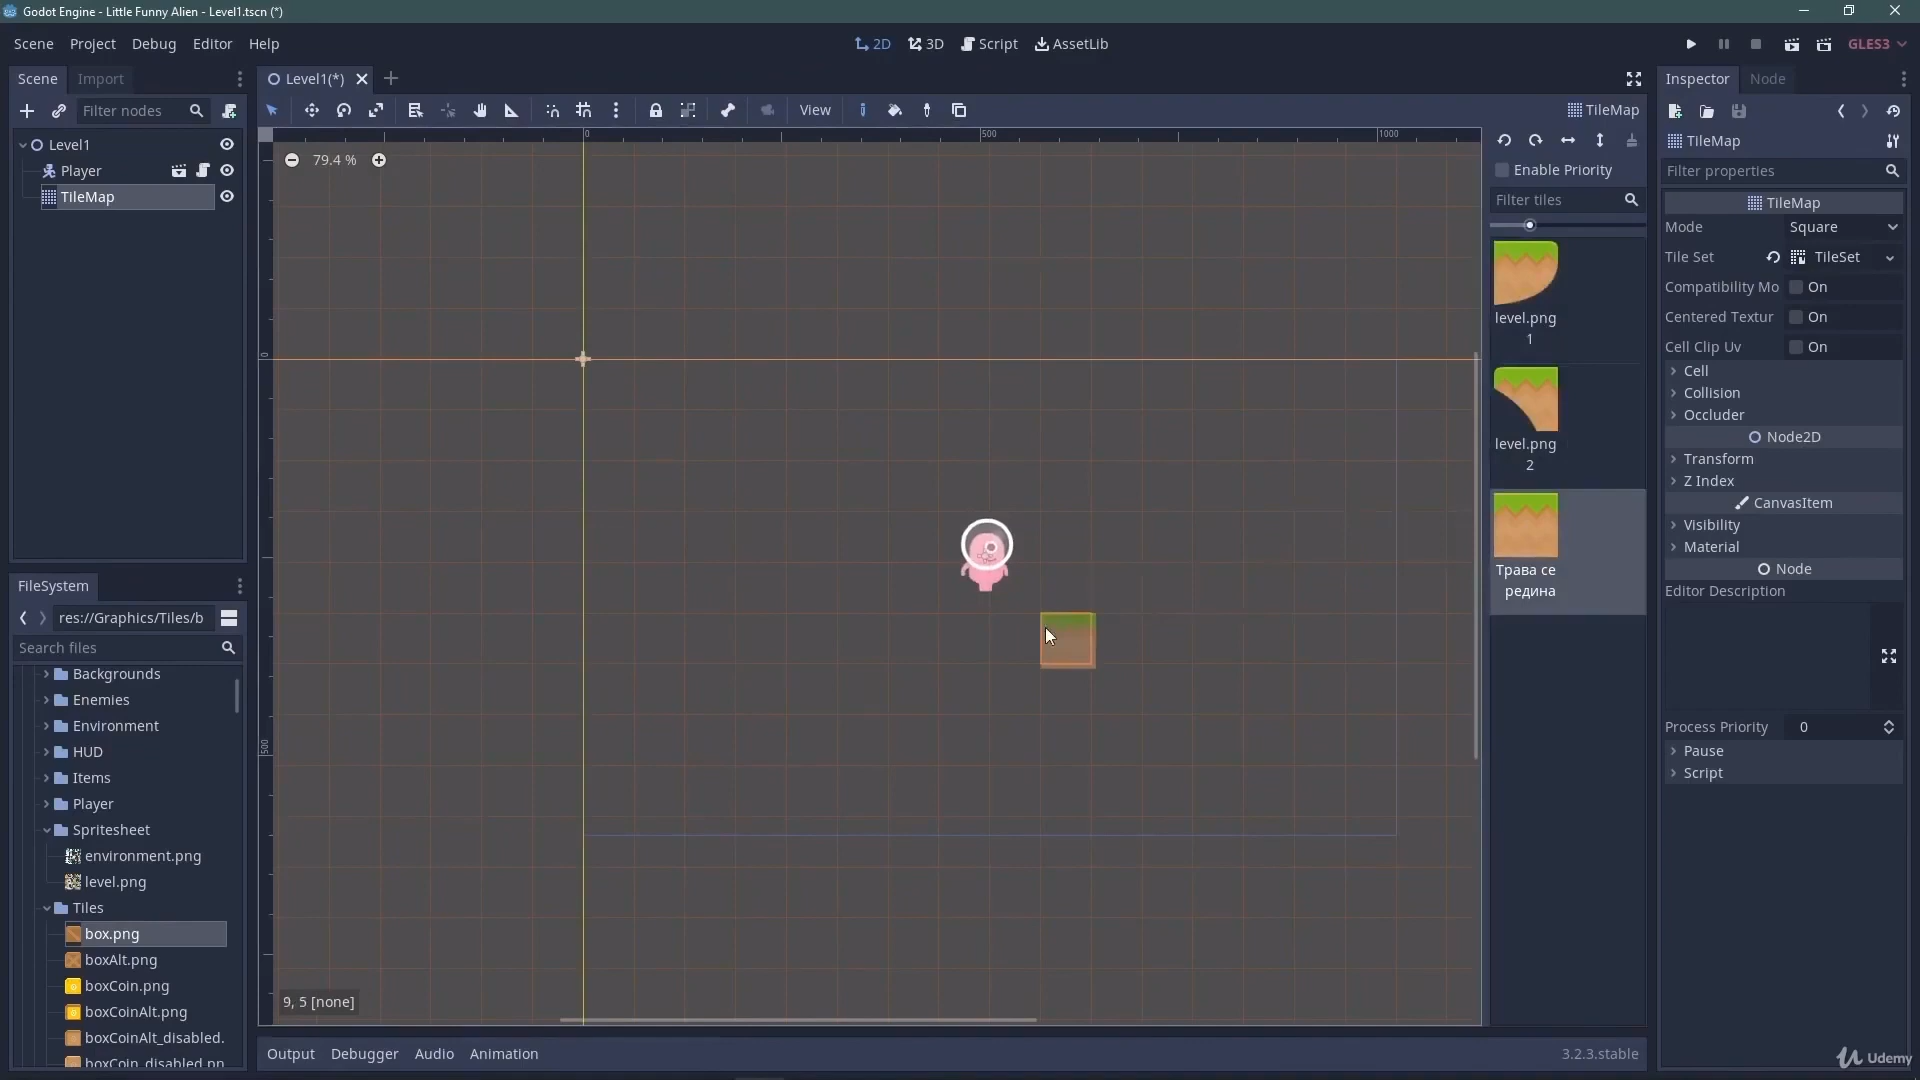 Godot Engine - Little Funny Alien - Level1.tscn (*)
Scene Project Debug Editor Help
2D 3D Script AssetLib
GLES3
Scene Import
Filter nodes
Level1
Player
TileMap
FileSystem
res://Graphics/Tiles/b
Search files
Backgrounds
Enemies
Environment
HUD
Items
Player
Spritesheet
environment.png
level.png
Tiles
box.png
boxAlt.png
boxCoin.png
boxCoinAlt.png
boxCoinAlt_disabled.
boxCoin_disabled.pn
Level1(*)
View
TileMap
0 500 1000
79.4 %
0
500
9, 5 [none]
Enable Priority
Filter tiles
level.png
1
level.png
2
Трава се
редина
Output Debugger Audio Animation
3.2.3.stable
Inspector Node
TileMap
Filter properties
TileMap
Mode Square
Tile Set TileSet
Compatibility Mo On
Centered Textur On
Cell Clip Uv On
Cell
Collision
Occluder
Node2D
Transform
Z Index
CanvasItem
Visibility
Material
Node
Editor Description
Process Priority 0
Pause
Script
Udemy